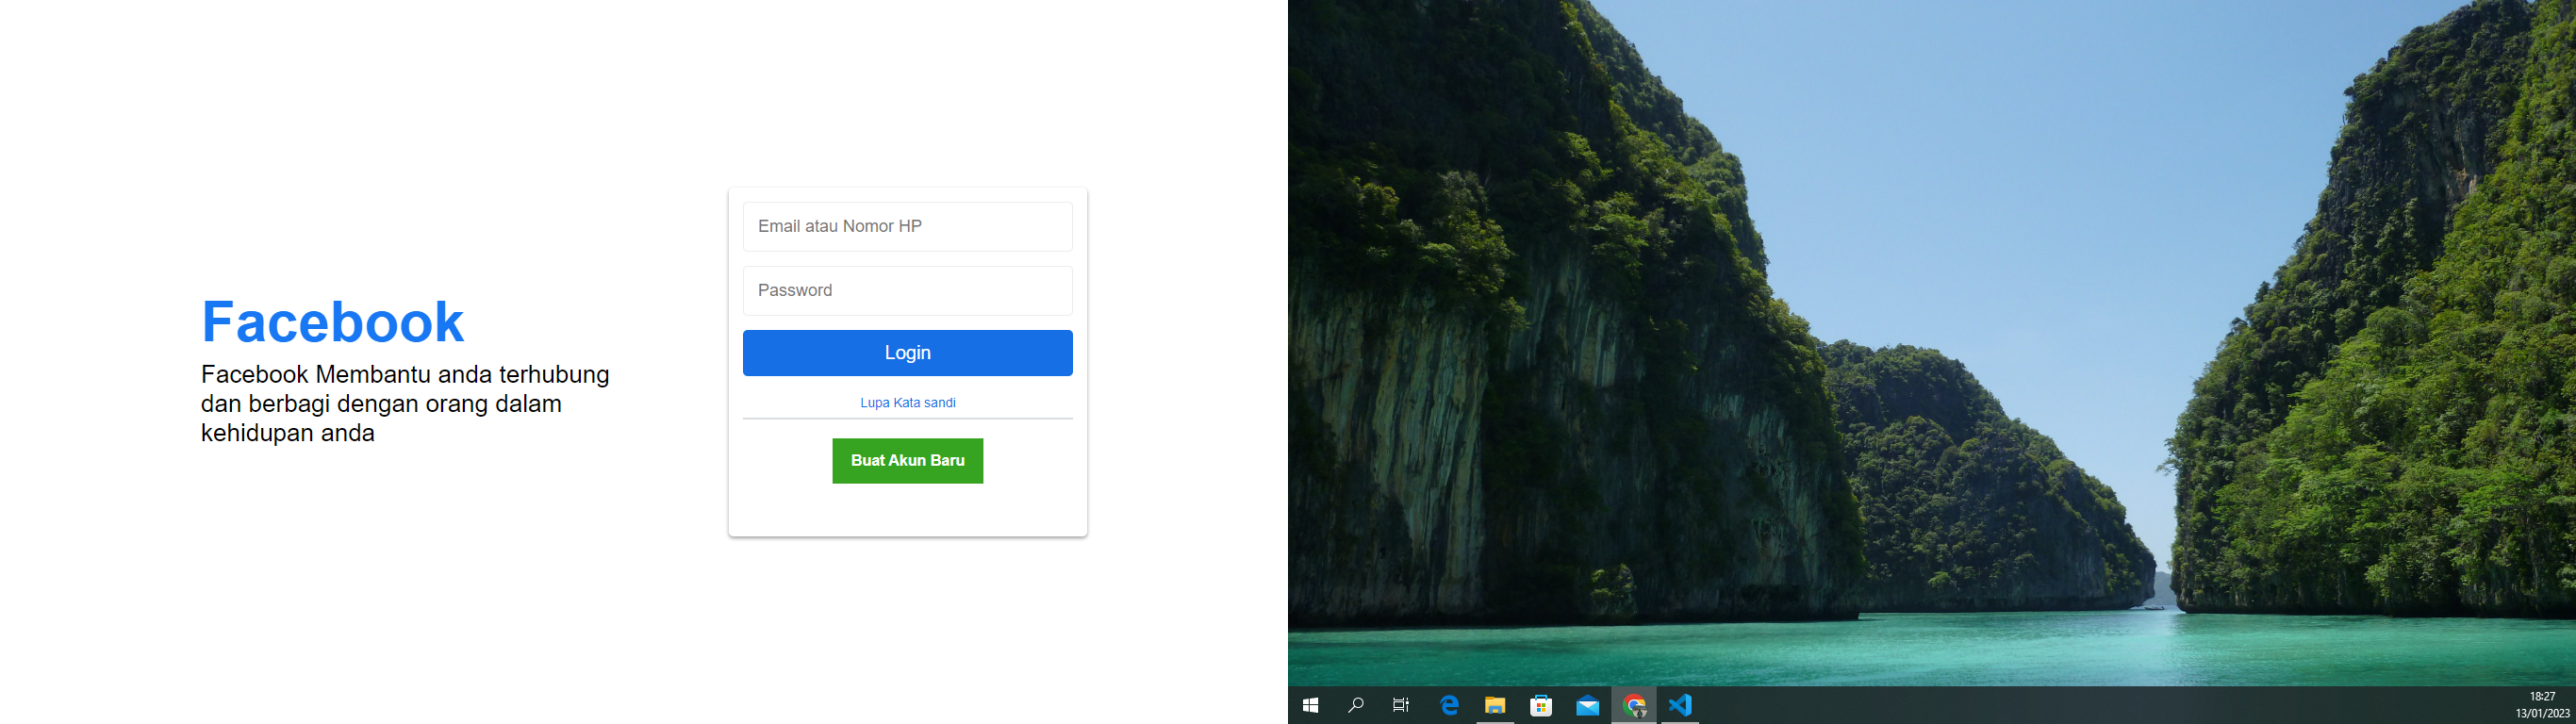 Facebook
Facebook Membantu anda terhubung
dan berbagi dengan orang dalam
kehidupan anda
Email atau Nomor HP
Password
Login
Lupa Kata sandi
Buat Akun Baru
18:27
13/01/2023